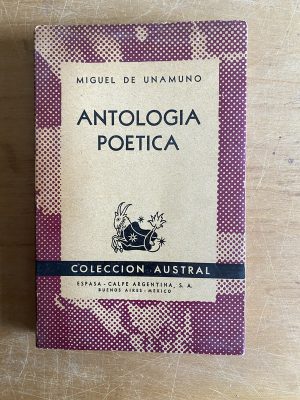 MIGUEL DE UNAMUNO
ANTOLOGIA
POETICA
COLECCION AUSTRAL
ESPASA - CALPE ARGENTINA, S. A.
BUENOS AIRES - MEXICO